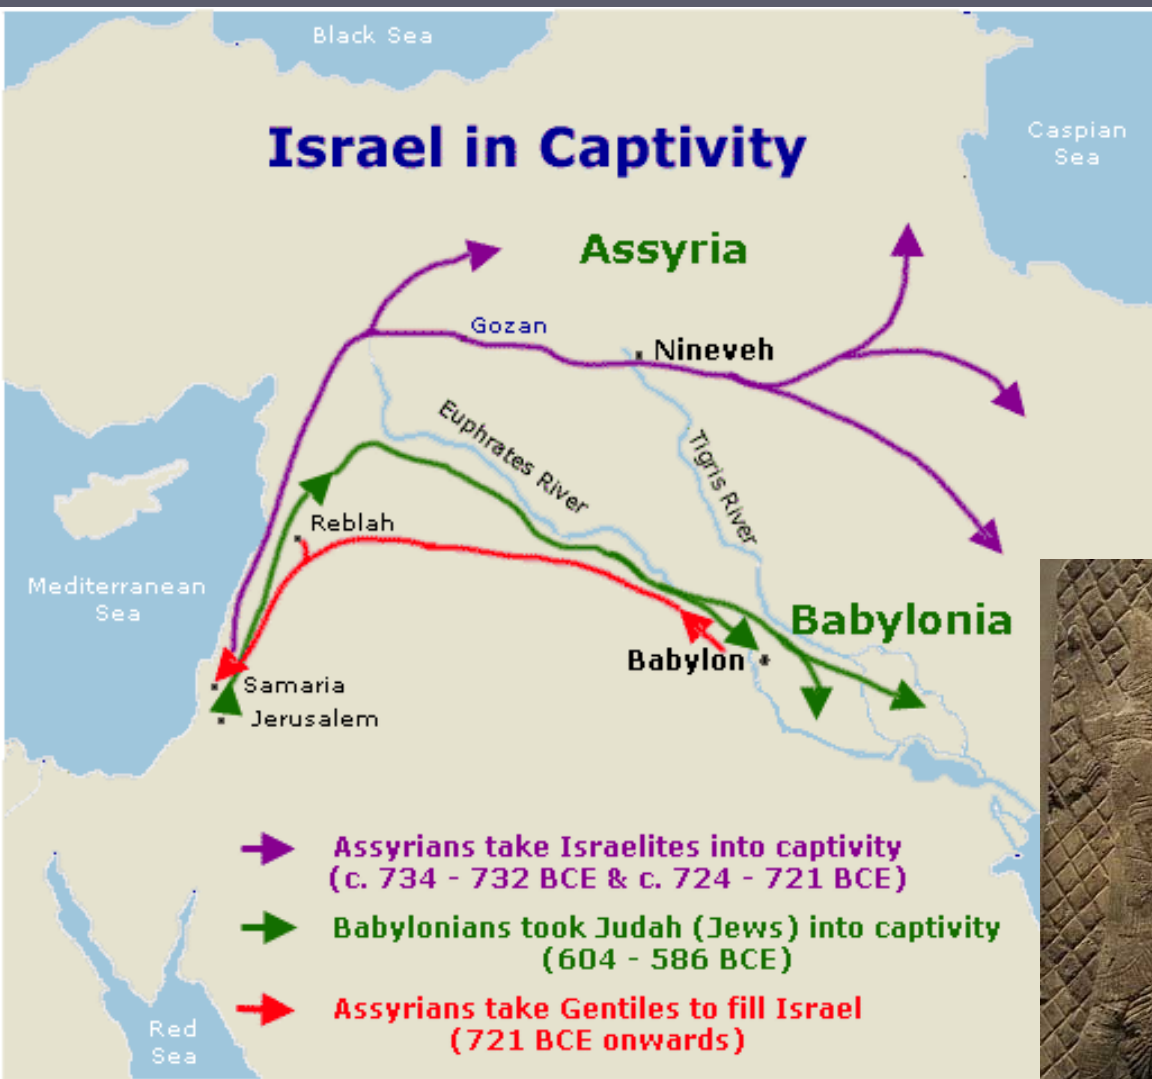 Black Sea
Caspian
Sea
Israel in Captivity
Assyria
Gozan
Nineveh
Euphrates River
Tigris River
Reblah
Mediterranean
Sea
Babylonia
Babylon
Samaria
Jerusalem
Assyrians take Israelites into captivity
(c. 734 - 732 BCE & c. 724 - 721 BCE)
Babylonians took Judah (Jews) into captivity
(604 - 586 BCE)
Assyrians take Gentiles to fill Israel
(721 BCE onwards)
Red
Sea